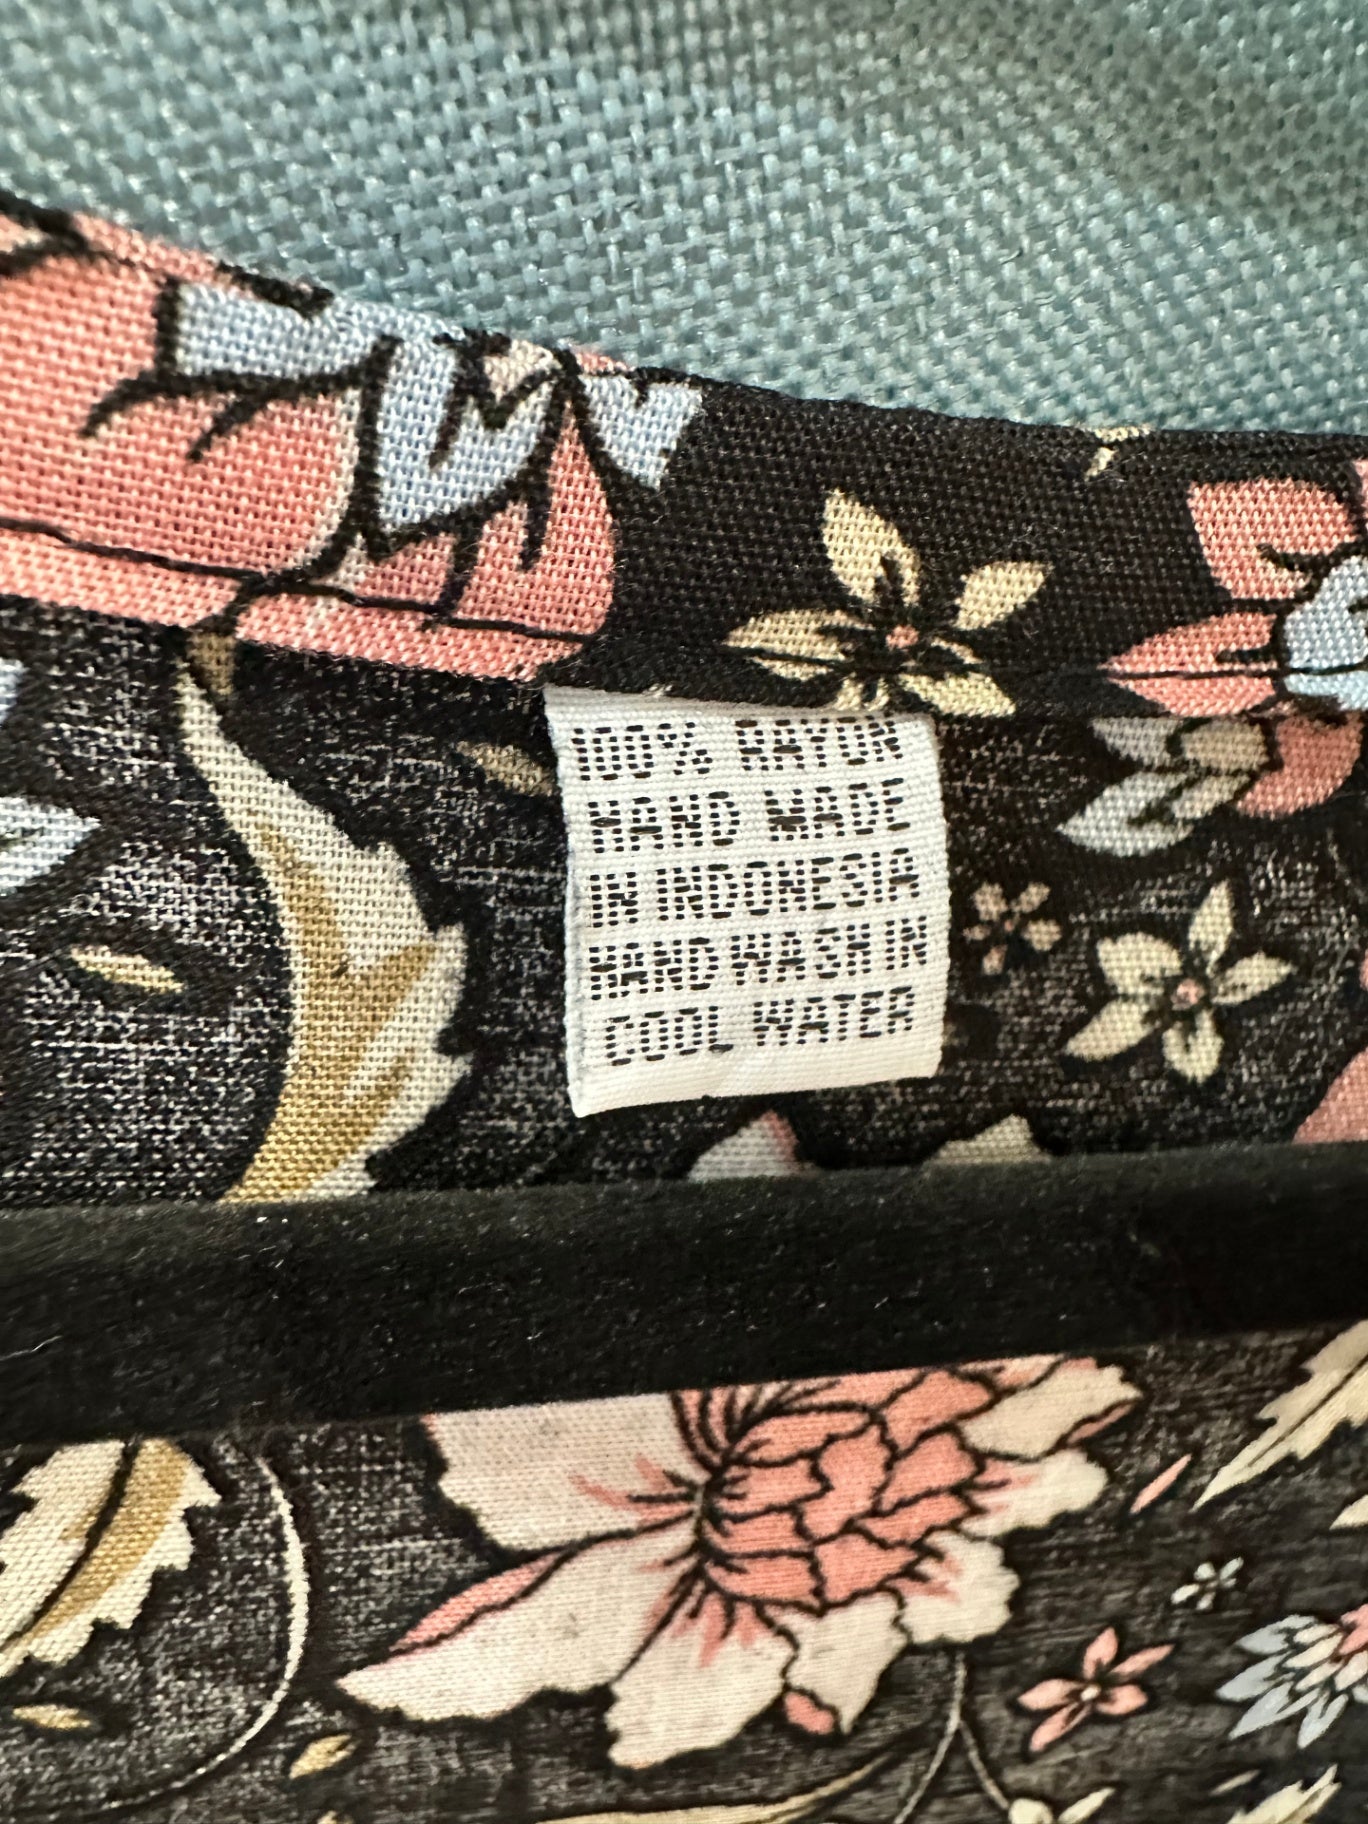 100% RAYON
HAND MADE
IN INDONESIA
HAND WASH IN
COOL WATER